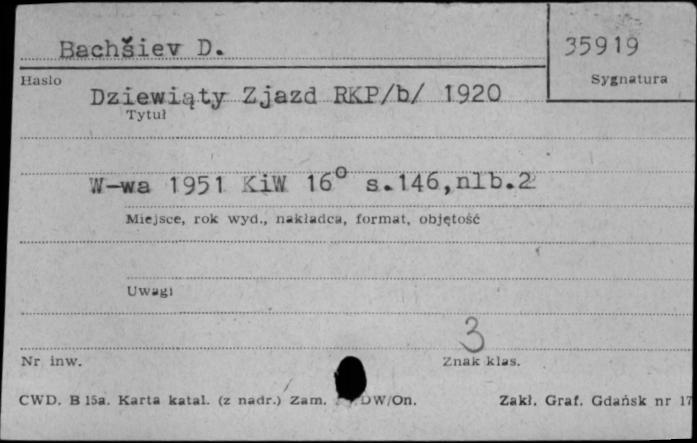 Bachšiev D.
35919
Hasło
Sygnatura
Dziewiąty Zjazd RKP/b/ 1920
Tytuł
W-wa 1951 KiW 16° s.146,nlb.2
Miejsce, rok wyd., nakładca, format, objętość
Uwagi
3
Nr inw.
Znak klas.
CWD. B 15a. Karta katal. (z nadr.) Zam. DW/On.
Zakł. Graf. Gdańsk nr 17